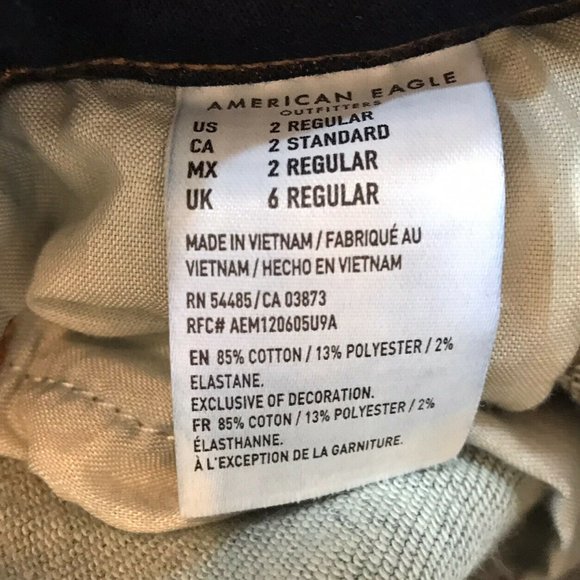 AMERICAN EAGLE
OUTFITTERS
US 2 REGULAR
CA 2 STANDARD
MX 2 REGULAR
UK 6 REGULAR
MADE IN VIETNAM / FABRIQUÉ AU
VIETNAM / HECHO EN VIETNAM
RN 54485 / CA 03873
RFC# AEM120605U9A
EN 85% COTTON / 13% POLYESTER / 2%
ELASTANE.
EXCLUSIVE OF DECORATION.
FR 85% COTON / 13% POLYESTER / 2%
ÉLASTHANNE.
À L'EXCEPTION DE LA GARNITURE.